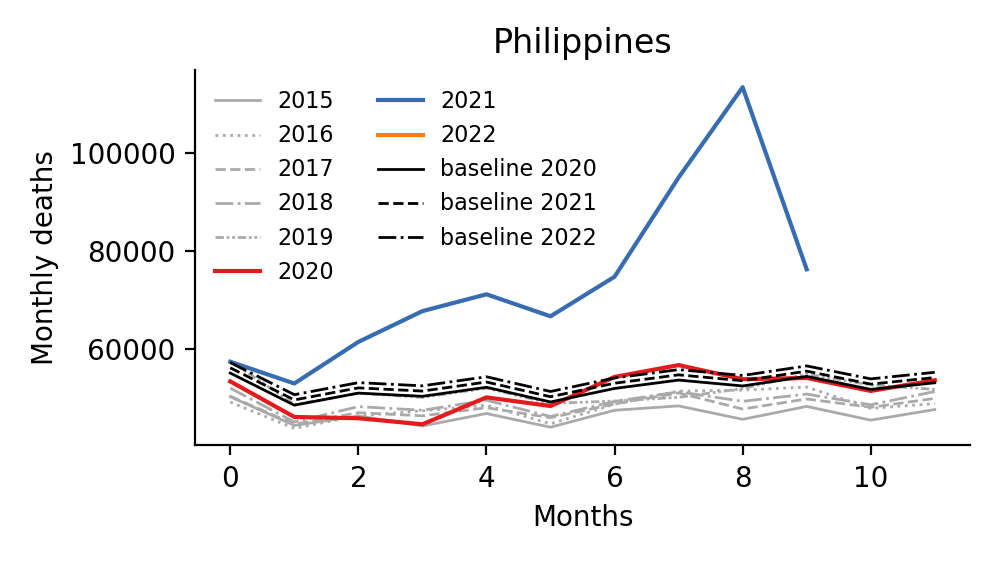 Philippines
2015
2016
2017
2018
2019
2020
2021
2022
baseline 2020
baseline 2021
baseline 2022
Monthly deaths
100000
80000
60000
0 2 4 6 8 10
Months